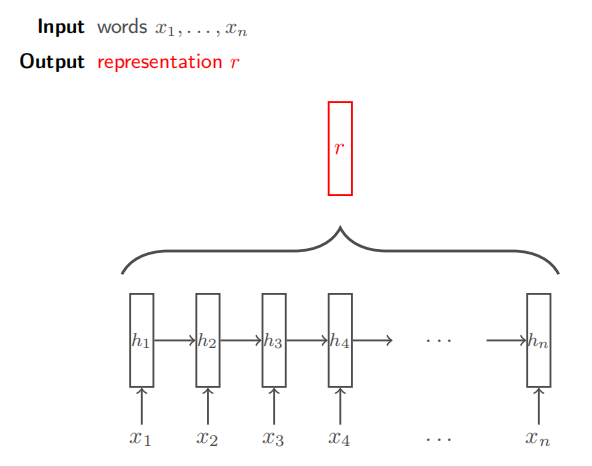 Input words x₁, . . . , xₙ
Output representation r
r
h₁ h₂ h₃ h₄ · · · hₙ
x₁ x₂ x₃ x₄ · · · xₙ